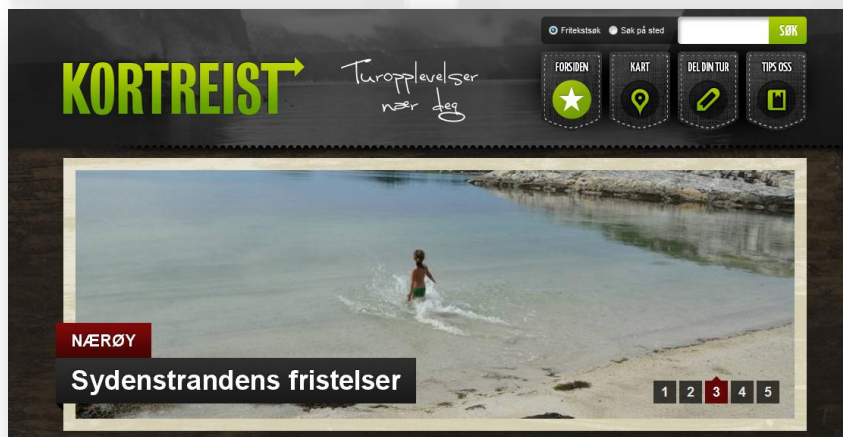 Fritekstsøk Søk på sted SØK
KORTREIST
Turopplevelser
nær deg
FORSIDEN KART DEL DIN TUR TIPS OSS
NÆRØY
Sydenstrandens fristelser
1 2 3 4 5